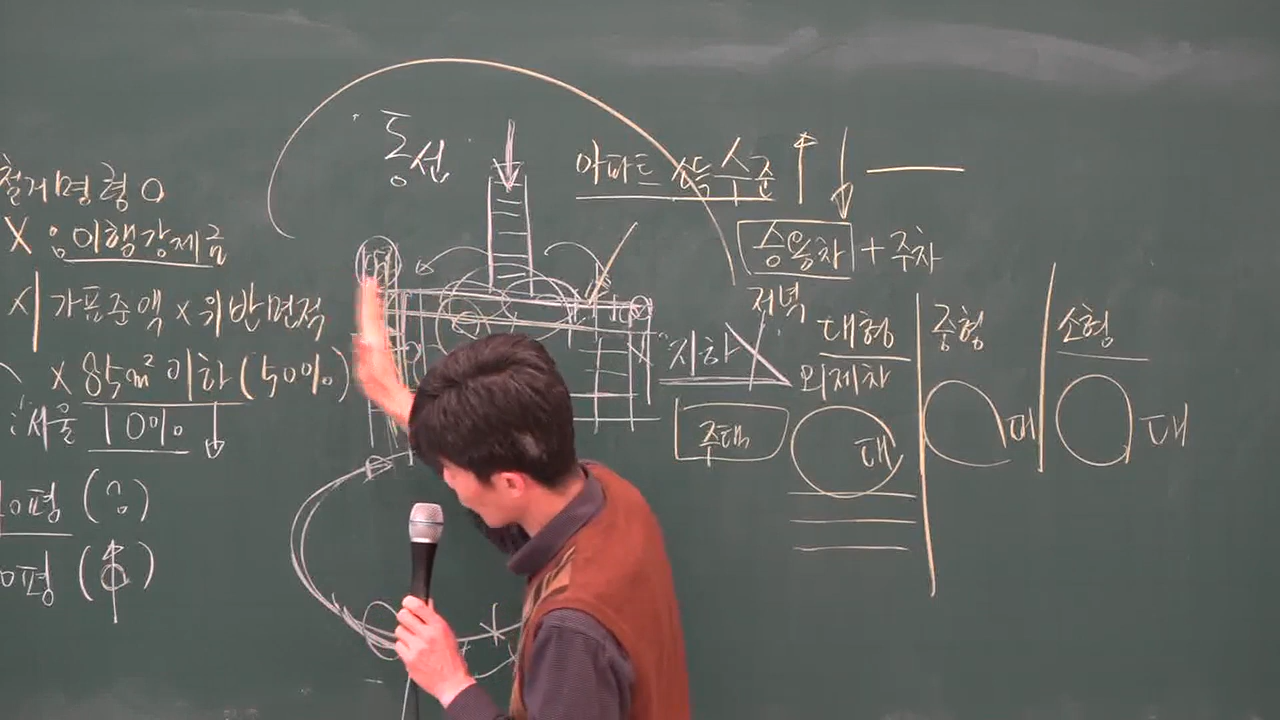 철거명령 O
X 이행강제금
시가표준액 x 위반면적
x 85m² 이하 (50%)
서울 10% ↓
평 ( )
평 ( )
동선
아파트 수준 ↑ ↓ —
승용차 + 주차
저녁
지하
주택
대형
외제차
대
중형
대
소형
대